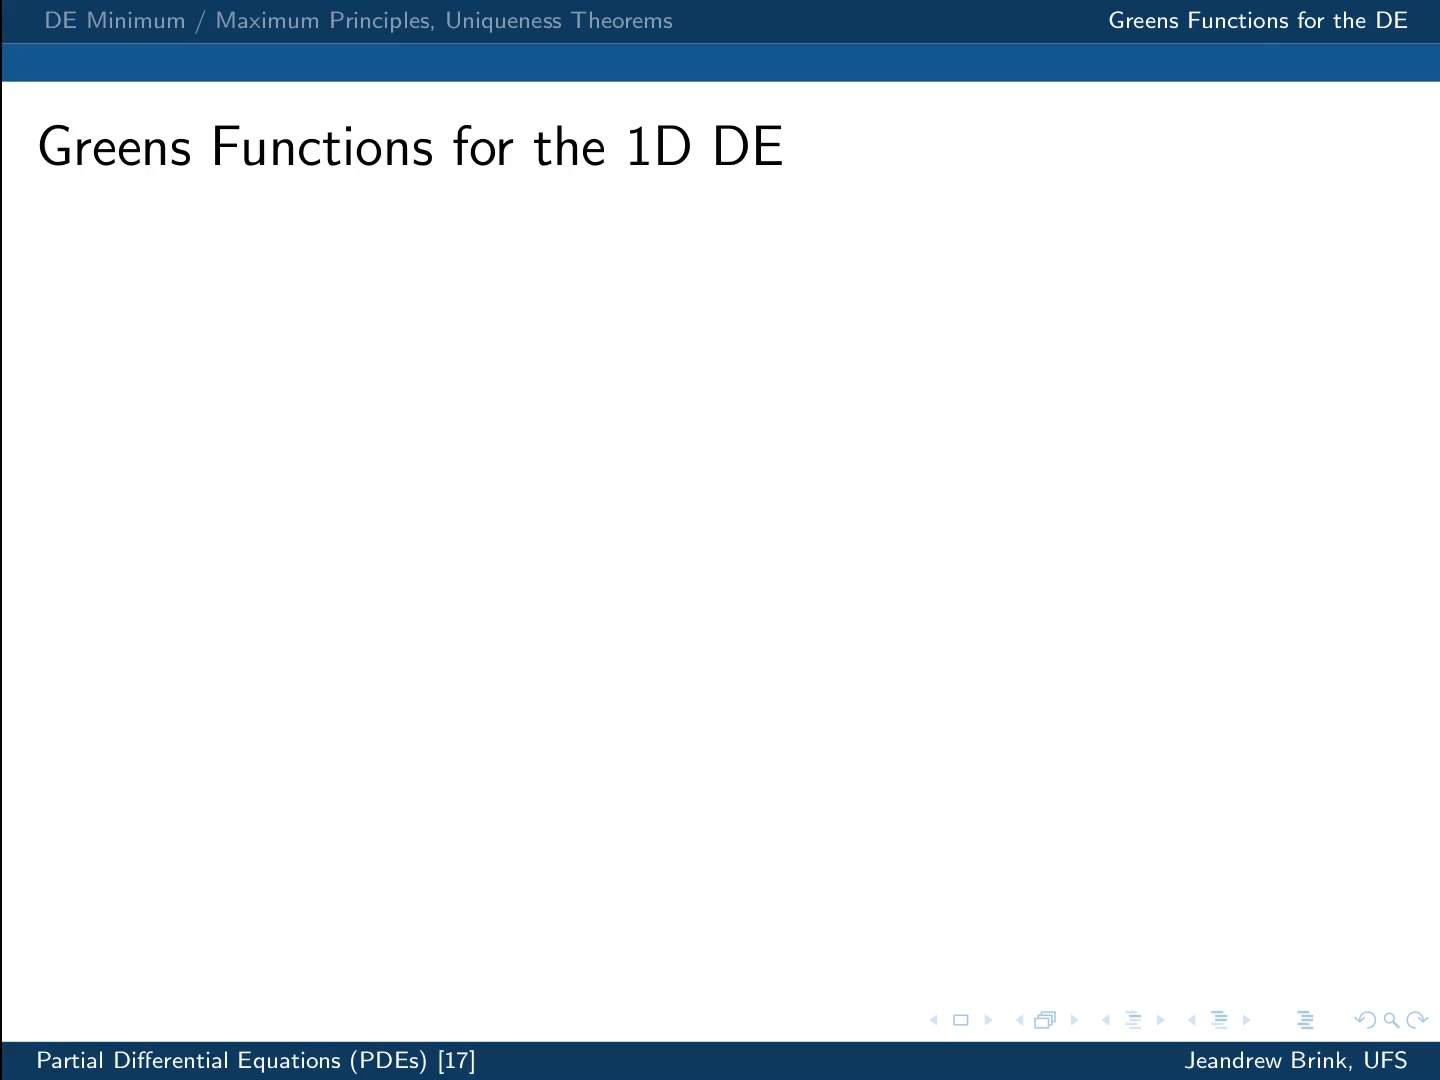 DE Minimum / Maximum Principles, Uniqueness Theorems
Greens Functions for the DE
Greens Functions for the 1D DE
Partial Differential Equations (PDEs) [17]
Jeandrew Brink, UFS